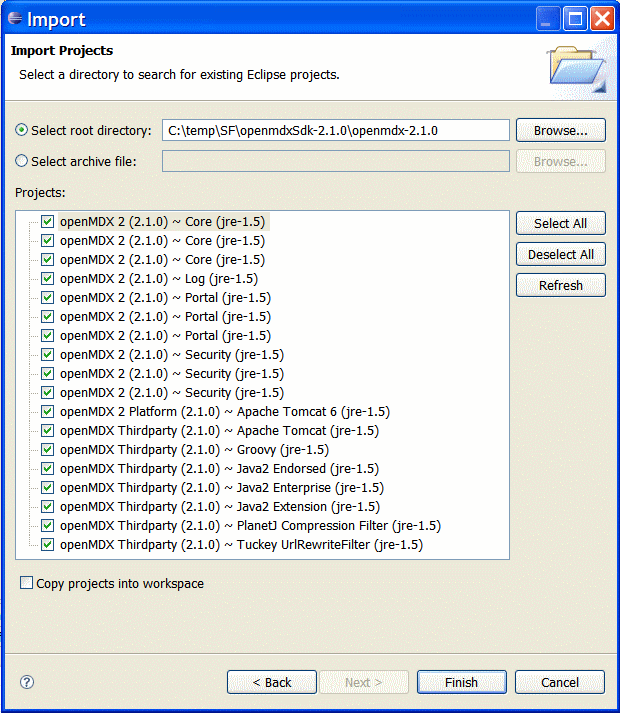 Import
Import Projects
Select a directory to search for existing Eclipse projects.
Select root directory: C:\temp\SF\openmdxSdk-2.1.0\openmdx-2.1.0 Browse...
Select archive file: Browse...
Projects:
openMDX 2 (2.1.0) ~ Core (jre-1.5) Select All
openMDX 2 (2.1.0) ~ Core (jre-1.5)
openMDX 2 (2.1.0) ~ Core (jre-1.5) Deselect All
openMDX 2 (2.1.0) ~ Log (jre-1.5) Refresh
openMDX 2 (2.1.0) ~ Portal (jre-1.5)
openMDX 2 (2.1.0) ~ Portal (jre-1.5)
openMDX 2 (2.1.0) ~ Portal (jre-1.5)
openMDX 2 (2.1.0) ~ Security (jre-1.5)
openMDX 2 (2.1.0) ~ Security (jre-1.5)
openMDX 2 (2.1.0) ~ Security (jre-1.5)
openMDX 2 Platform (2.1.0) ~ Apache Tomcat 6 (jre-1.5)
openMDX Thirdparty (2.1.0) ~ Apache Tomcat (jre-1.5)
openMDX Thirdparty (2.1.0) ~ Groovy (jre-1.5)
openMDX Thirdparty (2.1.0) ~ Java2 Endorsed (jre-1.5)
openMDX Thirdparty (2.1.0) ~ Java2 Enterprise (jre-1.5)
openMDX Thirdparty (2.1.0) ~ Java2 Extension (jre-1.5)
openMDX Thirdparty (2.1.0) ~ PlanetJ Compression Filter (jre-1.5)
openMDX Thirdparty (2.1.0) ~ Tuckey UrlRewriteFilter (jre-1.5)
Copy projects into workspace
? < Back Next > Finish Cancel